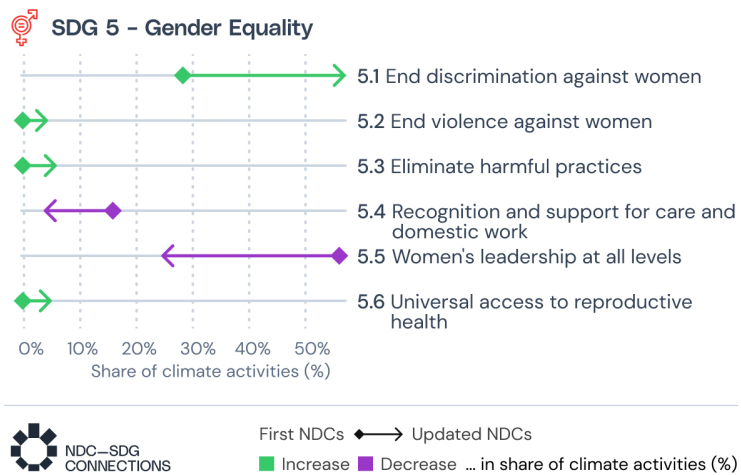 SDG 5 – Gender Equality
5.1 End discrimination against women
5.2 End violence against women
5.3 Eliminate harmful practices
5.4 Recognition and support for care and
domestic work
5.5 Women's leadership at all levels
5.6 Universal access to reproductive
health
0% 10% 20% 30% 40% 50%
Share of climate activities (%)
NDC–SDG
CONNECTIONS
First NDCs Updated NDCs
Increase Decrease ... in share of climate activities (%)